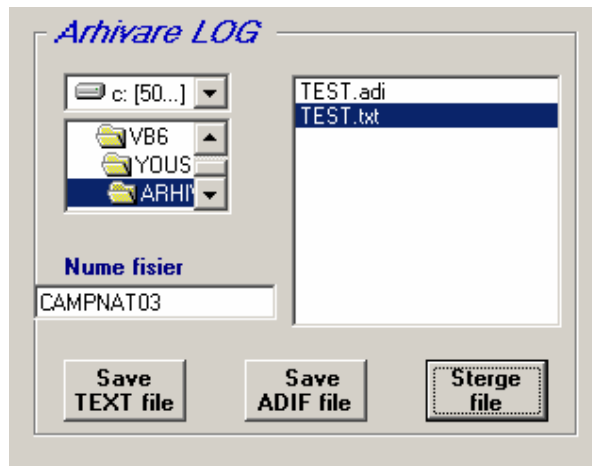 Arhivare LOG
c: [50...]
VB6
YOUS
ARHI
TEST.adi
TEST.txt
Nume fisier
CAMPNAT03
Save
TEXT file
Save
ADIF file
Sterge
file